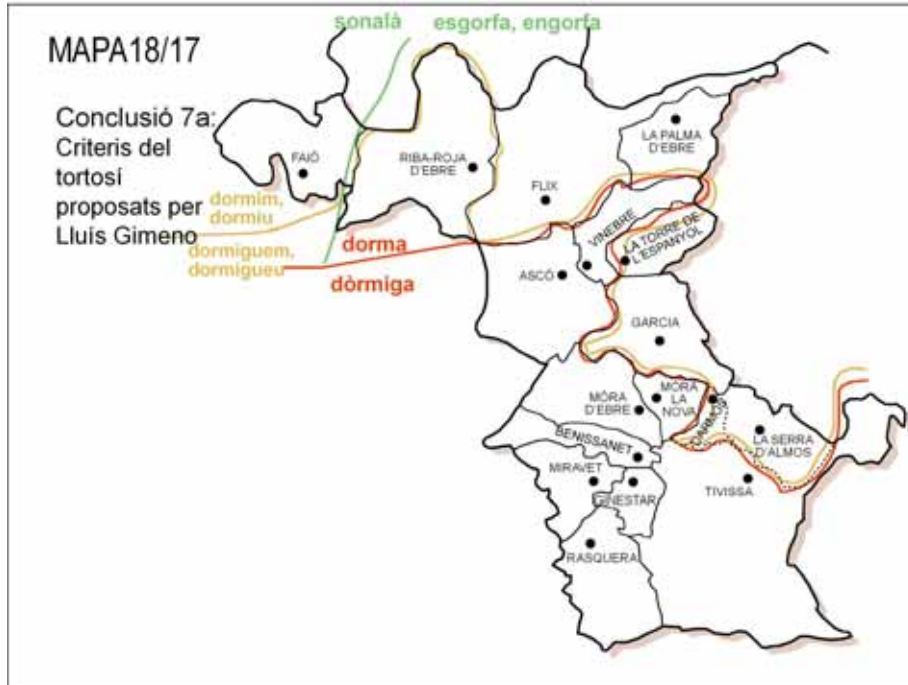 sonalà
esgorfa, engorfa
MAPA18/17
Conclusió 7a:
Criteris del
tortosí
proposats per
Lluís Gimeno
dormim,
dormiu
dormiguem,
dormigueu
dorma
dòrmiga
FAIÓ
RIBA-ROJA
D'EBRE
LA PALMA
D'EBRE
FLIX
VINEBRE
LA TORRE DE
L'ESPANYOL
ASCÓ
GARCIA
MÓRA
LA
NOVA
MÓRA
D'EBRE
DARMÓS
LA SERRA
D'ALMOS
BENISSANET
MIRAVET
GINESTAR
TIVISSA
RASQUERA